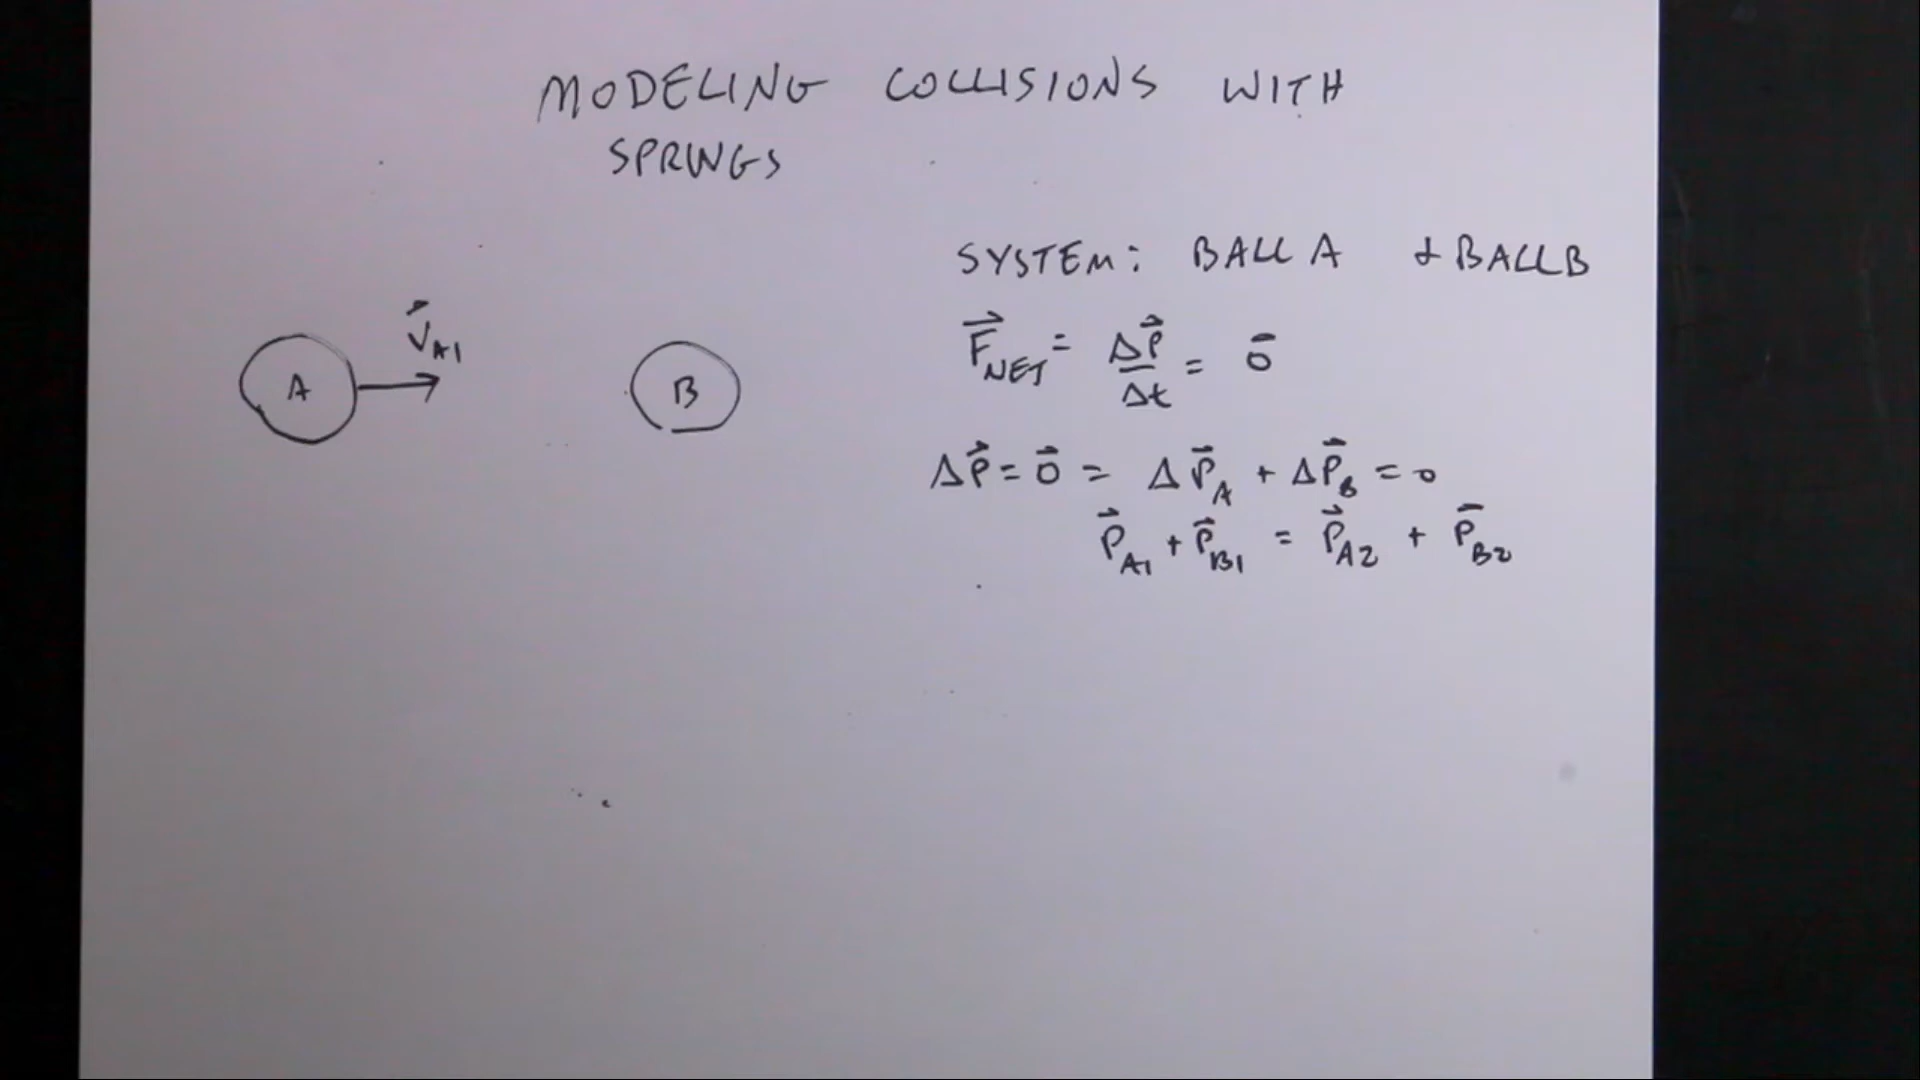 MODELING COLLISIONS WITH
SPRINGS
SYSTEM: BALL A & BALL B
V⃗A1
A
B
F⃗NET = ΔP⃗/Δt = 0⃗
ΔP⃗ = 0⃗ = ΔP⃗A + ΔP⃗B = 0
P⃗A1 + P⃗B1 = P⃗A2 + P⃗B2